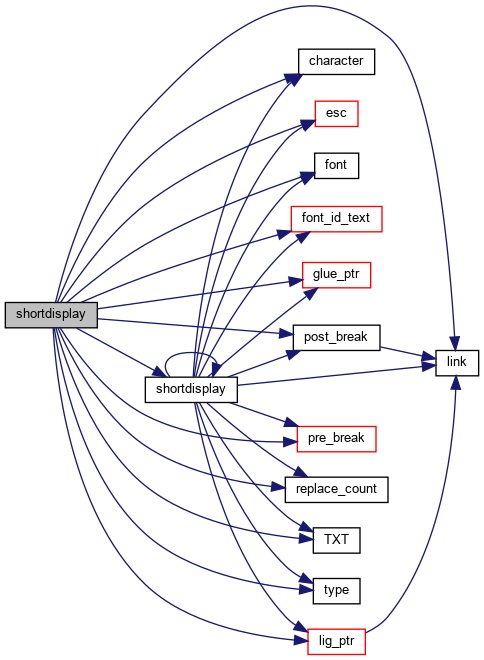 character
esc
font
font_id_text
glue_ptr
shortdisplay
post_break
link
shortdisplay
pre_break
replace_count
TXT
type
lig_ptr